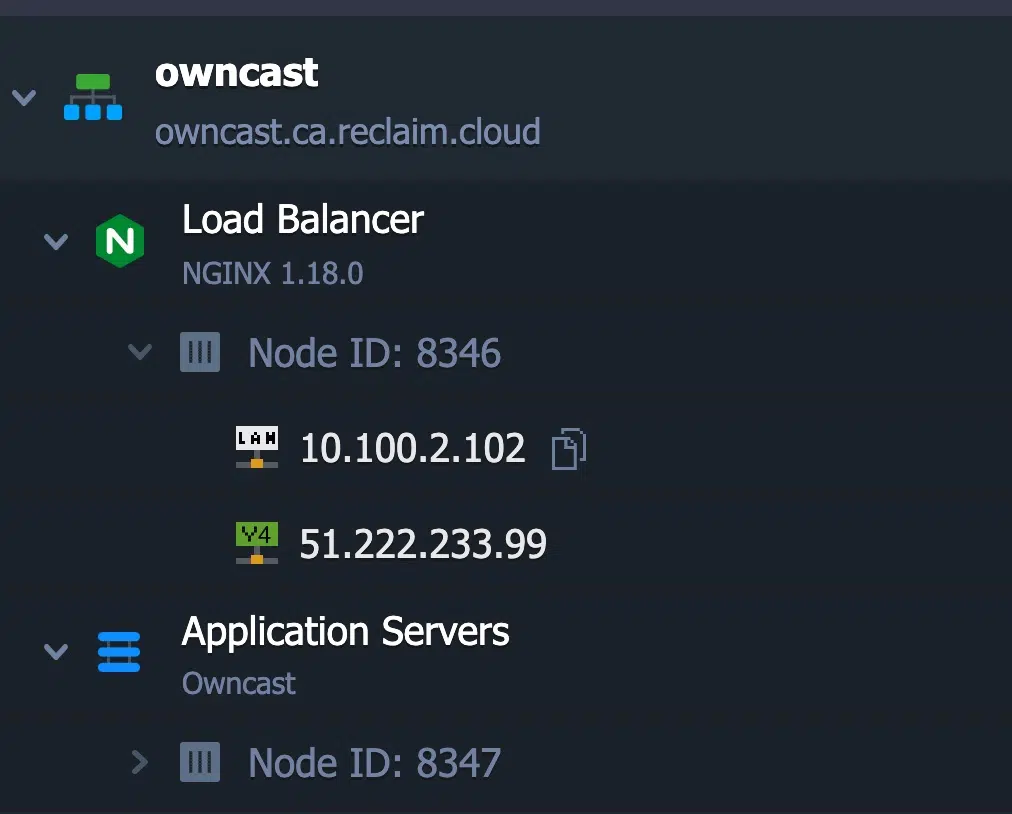 owncast
owncast.ca.reclaim.cloud
Load Balancer
N
NGINX 1.18.0
Node ID: 8346
LAN
10.100.2.102
V4
51.222.233.99
Application Servers
Owncast
Node ID: 8347